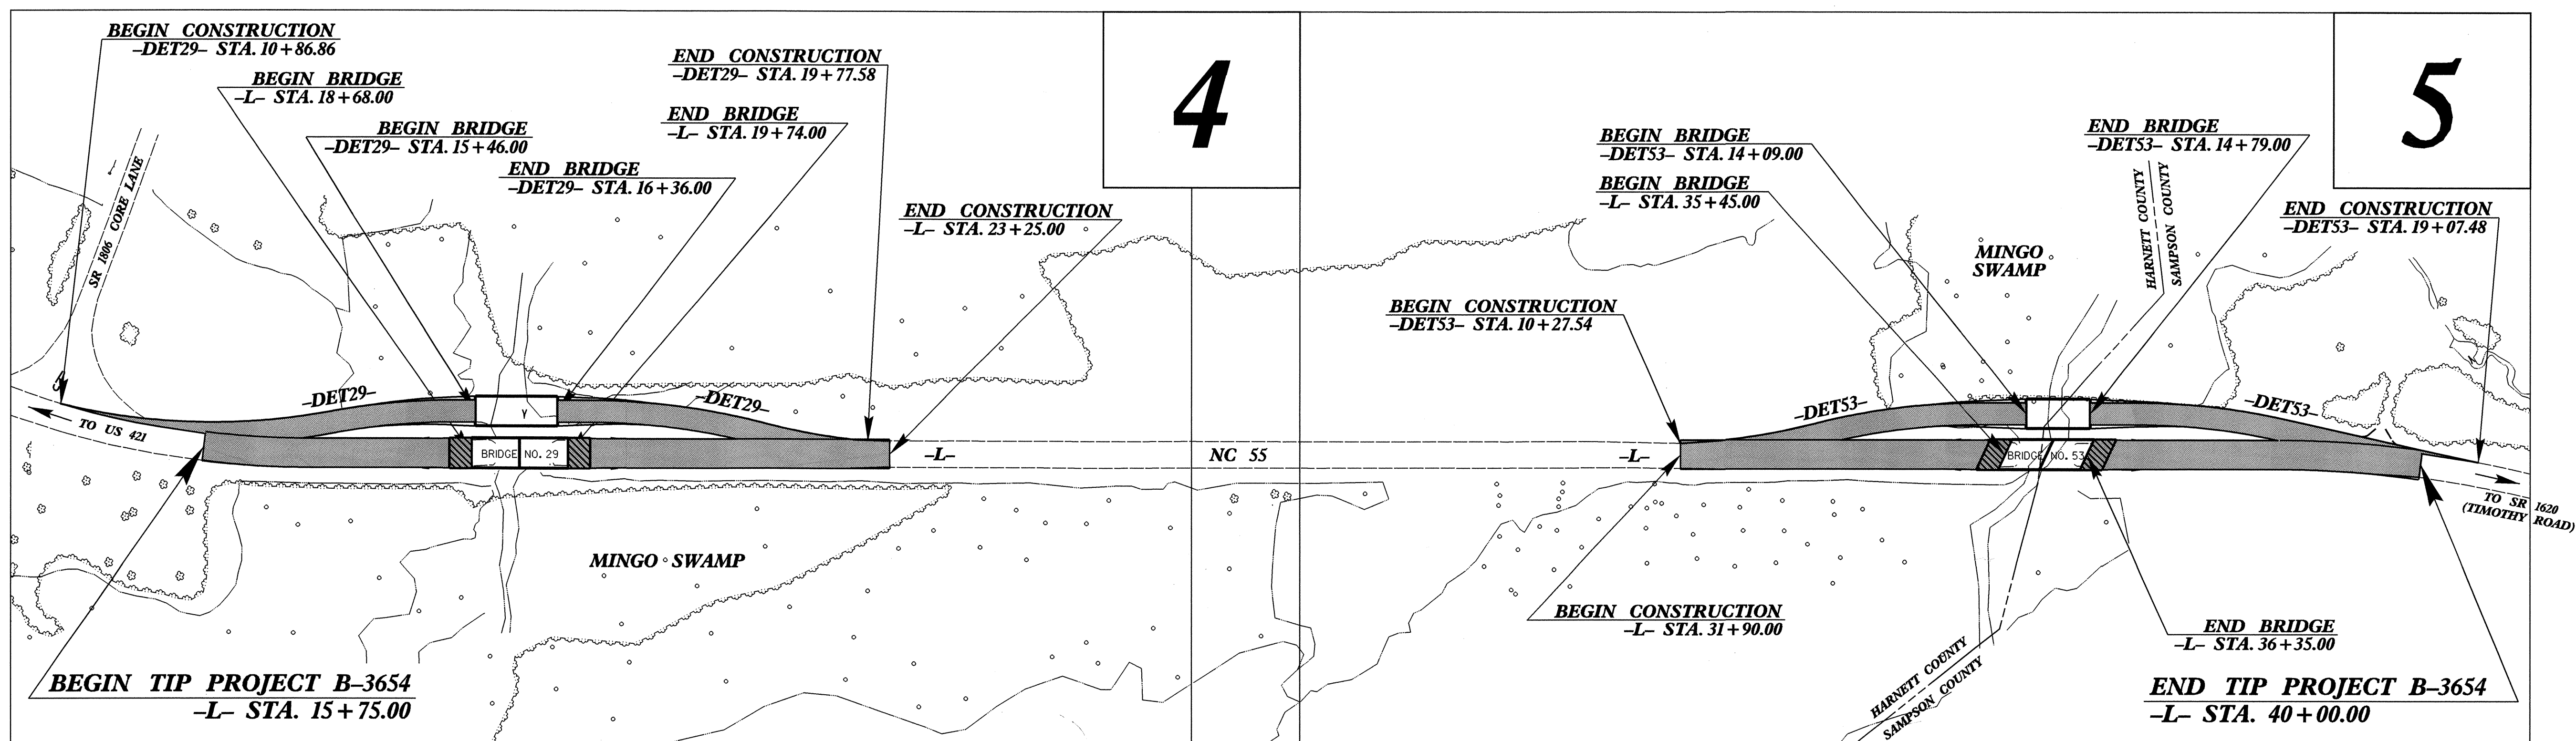 BEGIN CONSTRUCTION
–DET29– STA. 10+86.86
BEGIN BRIDGE
–L– STA. 18+68.00
BEGIN BRIDGE
–DET29– STA. 15+46.00
END BRIDGE
–DET29– STA. 16+36.00
END CONSTRUCTION
–DET29– STA. 19+77.58
END BRIDGE
–L– STA. 19+74.00
END CONSTRUCTION
–L– STA. 23+25.00
4
SR 1806 CORE LANE
–DET29–
–DET29–
TO US 421
BRIDGE NO. 29
–L–
NC 55
MINGO SWAMP
BEGIN TIP PROJECT B–3654
–L– STA. 15+75.00
5
BEGIN BRIDGE
–DET53– STA. 14+09.00
BEGIN BRIDGE
–L– STA. 35+45.00
END BRIDGE
–DET53– STA. 14+79.00
HARNETT COUNTY
SAMPSON COUNTY
END CONSTRUCTION
–DET53– STA. 19+07.48
MINGO
SWAMP
BEGIN CONSTRUCTION
–DET53– STA. 10+27.54
–DET53–
–DET53–
–L–
BRIDGE NO. 53
TO SR 1620
(TIMOTHY ROAD)
BEGIN CONSTRUCTION
–L– STA. 31+90.00
END BRIDGE
–L– STA. 36+35.00
HARNETT COUNTY
SAMPSON COUNTY
END TIP PROJECT B–3654
–L– STA. 40+00.00